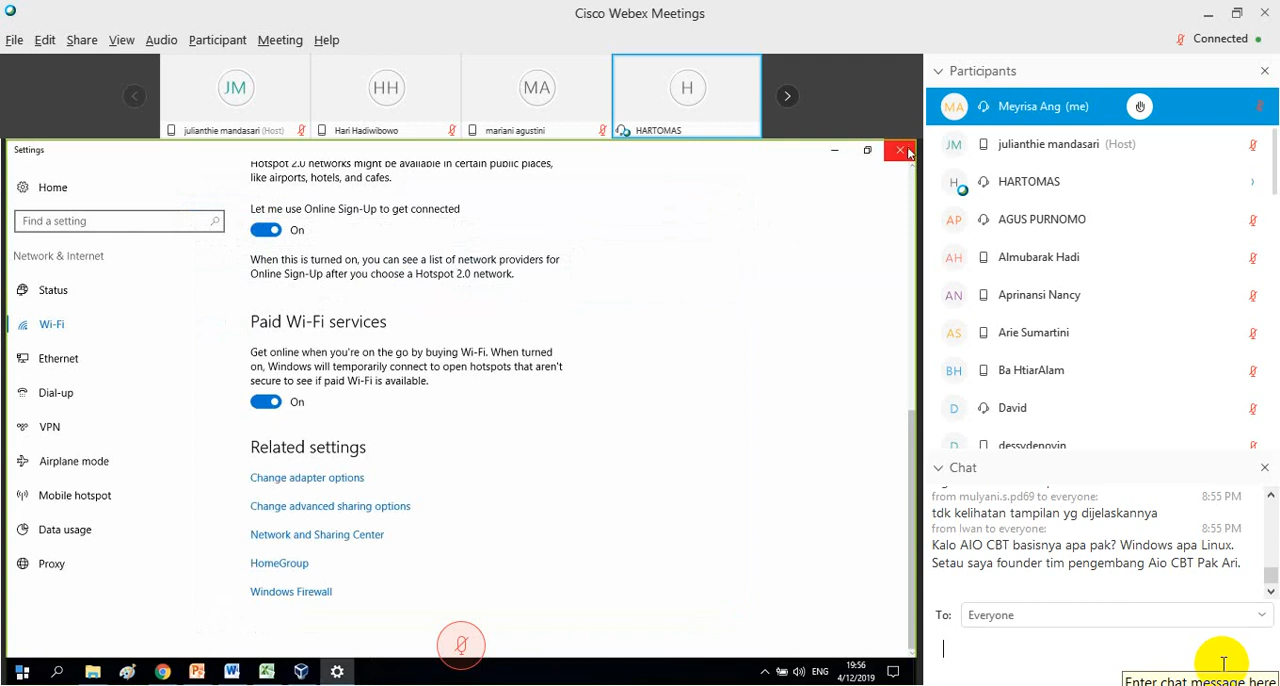 Cisco Webex Meetings
File Edit Share View Audio Participant Meeting Help
Connected
JM
HH
MA
H
julianthie mandasari (Host)
Hari Hadiwibowo
mariani agustini
HARTOMAS
Settings
Home
Find a setting
Network & Internet
Status
Wi-Fi
Ethernet
Dial-up
VPN
Airplane mode
Mobile hotspot
Data usage
Proxy
Hotspot 2.0 networks might be available in certain public places,
like airports, hotels, and cafes.
Let me use Online Sign-Up to get connected
On
When this is turned on, you can see a list of network providers for
Online Sign-Up after you choose a Hotspot 2.0 network.
Paid Wi-Fi services
Get online when you're on the go by buying Wi-Fi. When turned
on, Windows will temporarily connect to open hotspots that aren't
secure to see if paid Wi-Fi is available.
On
Related settings
Change adapter options
Change advanced sharing options
Network and Sharing Center
HomeGroup
Windows Firewall
ENG
19:56
4/12/2019
Participants
MA Meyrisa Ang (me)
JM julianthie mandasari (Host)
H HARTOMAS
AP AGUS PURNOMO
AH Almubarak Hadi
AN Aprinansi Nancy
AS Arie Sumartini
BH Ba HtiarAlam
D David
D dessydenovin
Chat
from mulyani.s.pd69 to everyone: 8:55 PM
tdk kelihatan tampilan yg dijelaskannya
from Iwan to everyone: 8:55 PM
Kalo AIO CBT basisnya apa pak? Windows apa Linux.
Setau saya founder tim pengembang Aio CBT Pak Ari.
To: Everyone
Enter chat message here